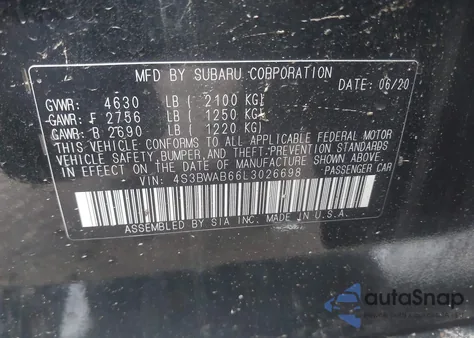 MFD BY SUBARU CORPORATION
DATE: 06/20
GVWR: 4630 LB ( 2100 KG)
GAWR: F 2756 LB ( 1250 KG)
GAWR: B 2690 LB ( 1220 KG)
THIS VEHICLE CONFORMS TO ALL APPLICABLE FEDERAL MOTOR
VEHICLE SAFETY, BUMPER, AND THEFT PREVENTION STANDARDS
IN EFFECT ON THE DATE OF MANUFACTURE SHOWN ABOVE.
VIN: 4S3BWAB66L3026698 PASSENGER CAR
ASSEMBLED BY SIA INC. MADE IN U.S.A.
autoSnap